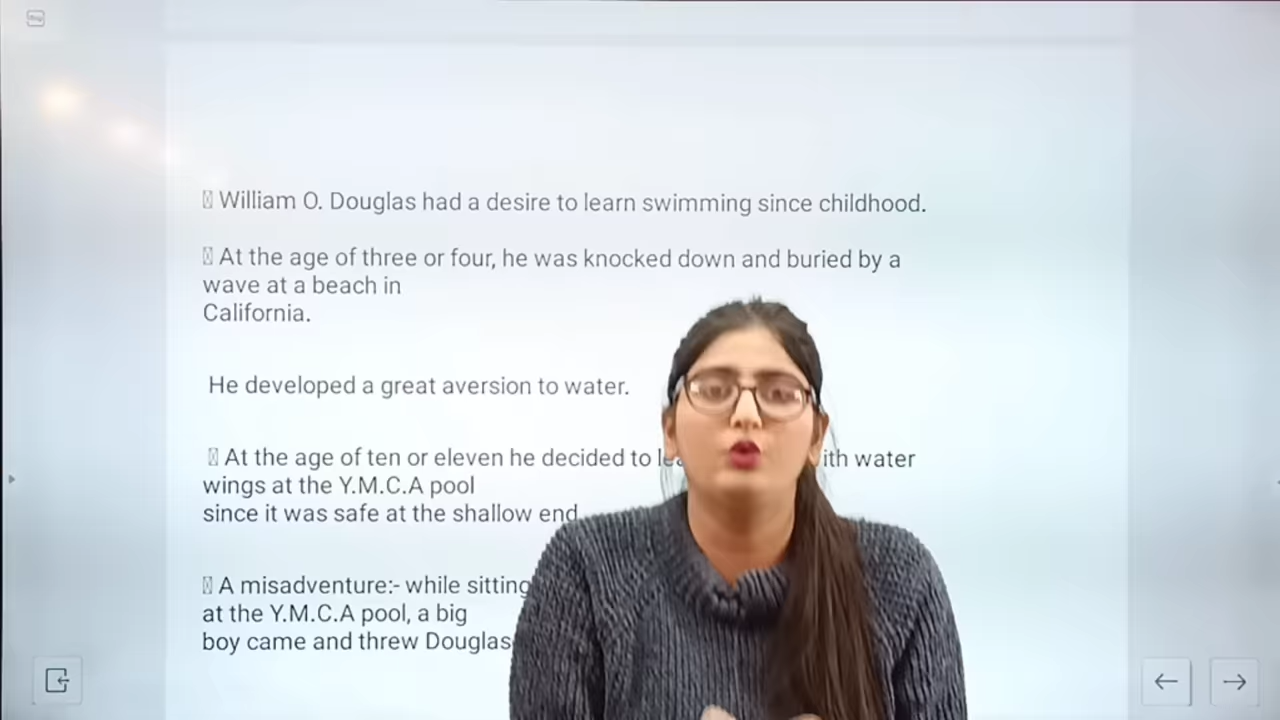 William O. Douglas had a desire to learn swimming since childhood.
At the age of three or four, he was knocked down and buried by a
wave at a beach in
California.
He developed a great aversion to water.
At the age of ten or eleven he decided to ith water
wings at the Y.M.C.A pool
since it was safe at the shallow end
A misadventure:- while sitting
at the Y.M.C.A pool, a big
boy came and threw Douglas